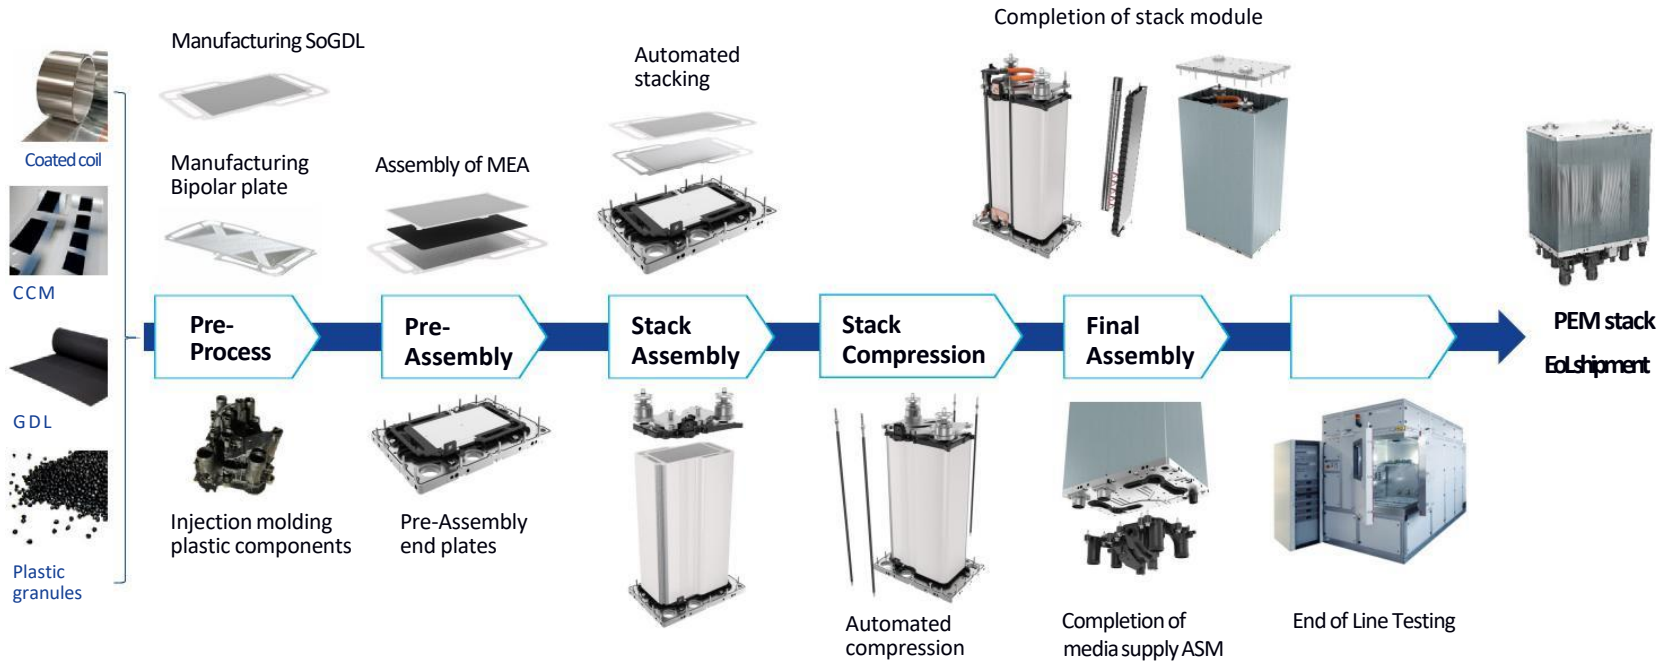 Completion of stack module
Manufacturing SoGDL
Automated
stacking
Coated coil
Manufacturing
Bipolar plate
Assembly of MEA
CCM
Pre-
Process
Pre-
Assembly
Stack
Assembly
Stack
Compression
Final
Assembly
PEM stack
EoL shipment
GDL
Injection molding
plastic components
Pre-Assembly
end plates
Plastic
granules
Automated
compression
Completion of
media supply ASM
End of Line Testing